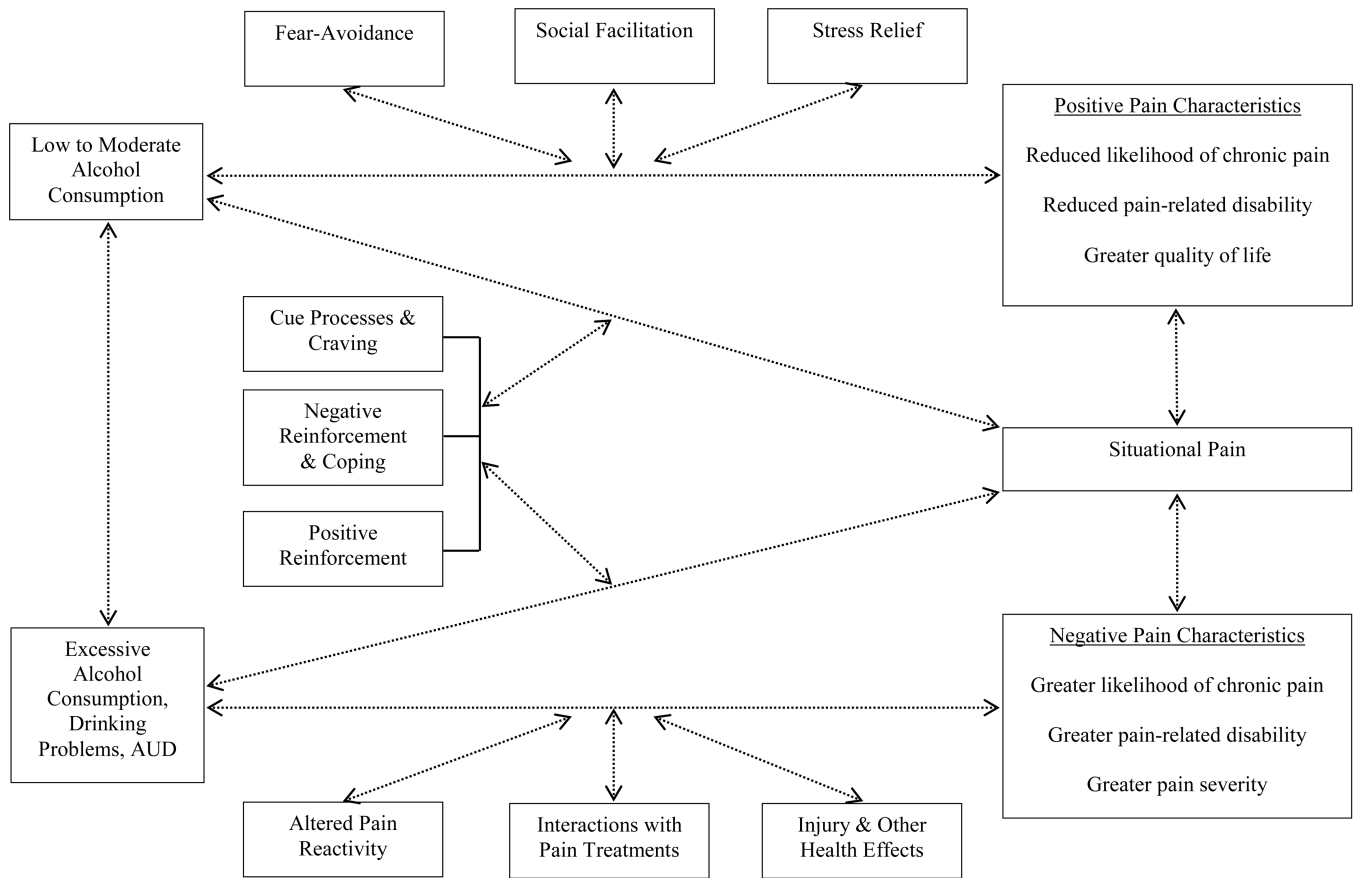 Fear-Avoidance
Social Facilitation
Stress Relief
Low to Moderate
Alcohol
Consumption
Positive Pain Characteristics
Reduced likelihood of chronic pain
Reduced pain-related disability
Greater quality of life
Cue Processes &
Craving
Negative
Reinforcement
& Coping
Positive
Reinforcement
Situational Pain
Excessive
Alcohol
Consumption,
Drinking
Problems, AUD
Negative Pain Characteristics
Greater likelihood of chronic pain
Greater pain-related disability
Greater pain severity
Altered Pain
Reactivity
Interactions with
Pain Treatments
Injury & Other
Health Effects